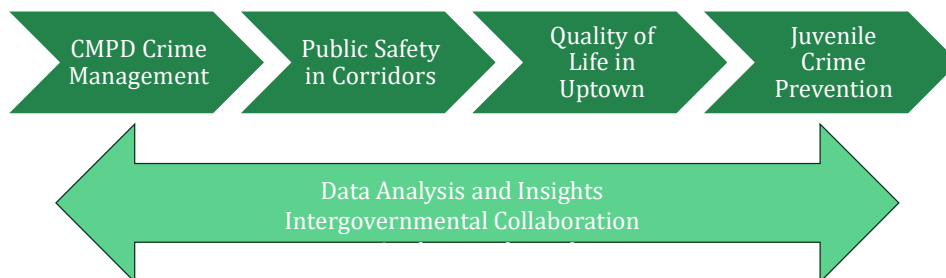 CMPD Crime
Management
Public Safety
in Corridors
Quality of
Life in
Uptown
Juvenile
Crime
Prevention
Data Analysis and Insights
Intergovernmental Collaboration